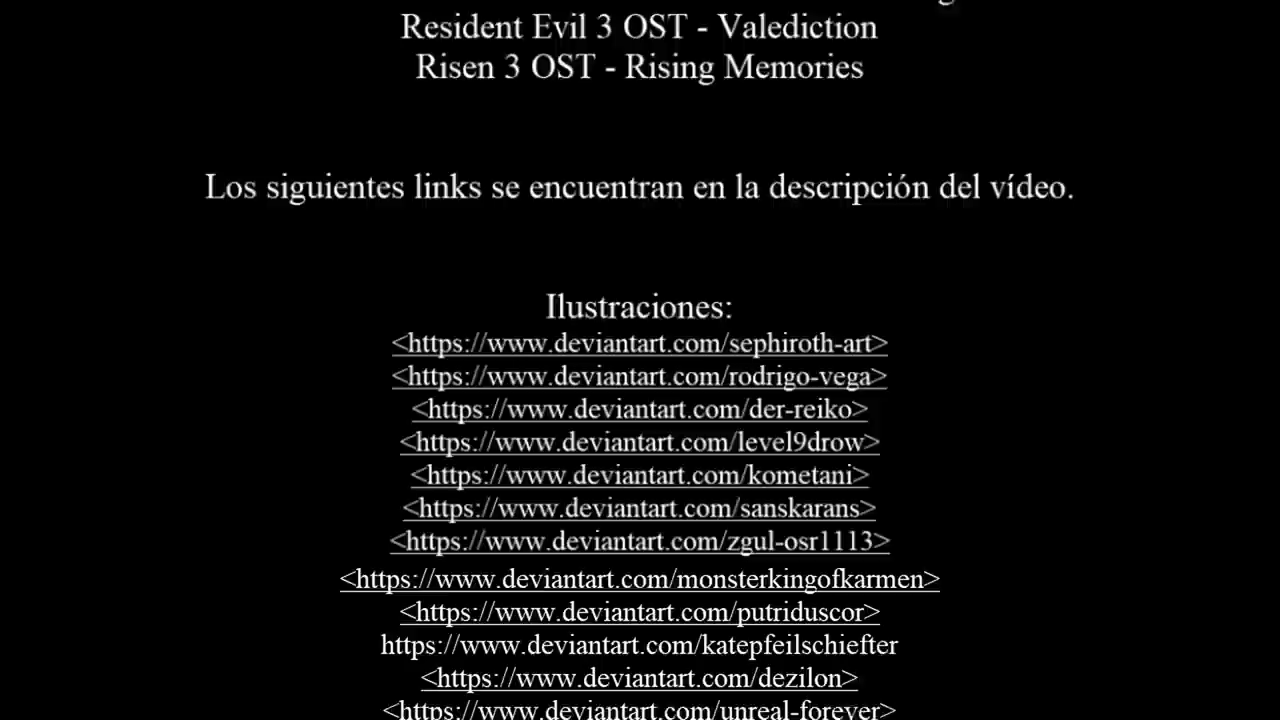 Resident Evil 3 OST - Valediction
Risen 3 OST - Rising Memories
Los siguientes links se encuentran en la descripción del vídeo.
Ilustraciones:
<https://www.deviantart.com/sephiroth-art>
<https://www.deviantart.com/rodrigo-vega>
<https://www.deviantart.com/der-reiko>
<https://www.deviantart.com/level9drow>
<https://www.deviantart.com/kometani>
<https://www.deviantart.com/sanskarans>
<https://www.deviantart.com/zgul-osr1113>
<https://www.deviantart.com/monsterkingofkarmen>
<https://www.deviantart.com/putriduscor>
https://www.deviantart.com/katepfeilschiefter
<https://www.deviantart.com/dezilon>
<https://www.deviantart.com/unreal-forever>